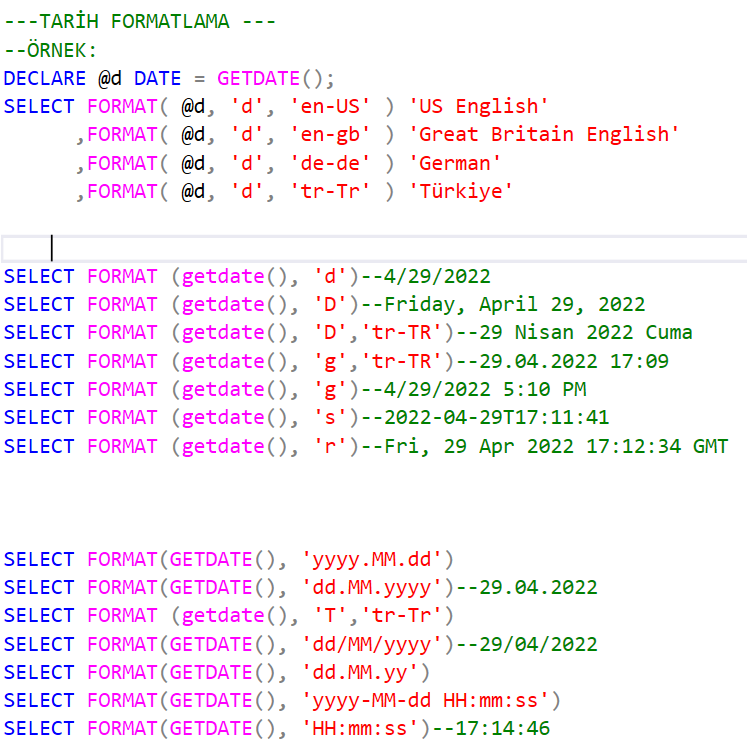 ---TARİH FORMATLAMA ---
--ÖRNEK:
DECLARE @d DATE = GETDATE();
SELECT FORMAT( @d, 'd', 'en-US' ) 'US English'
      ,FORMAT( @d, 'd', 'en-gb' ) 'Great Britain English'
      ,FORMAT( @d, 'd', 'de-de' ) 'German'
      ,FORMAT( @d, 'd', 'tr-Tr' ) 'Türkiye'
SELECT FORMAT (getdate(), 'd')--4/29/2022
SELECT FORMAT (getdate(), 'D')--Friday, April 29, 2022
SELECT FORMAT (getdate(), 'D','tr-TR')--29 Nisan 2022 Cuma
SELECT FORMAT (getdate(), 'g','tr-TR')--29.04.2022 17:09
SELECT FORMAT (getdate(), 'g')--4/29/2022 5:10 PM
SELECT FORMAT (getdate(), 's')--2022-04-29T17:11:41
SELECT FORMAT (getdate(), 'r')--Fri, 29 Apr 2022 17:12:34 GMT
SELECT FORMAT(GETDATE(), 'yyyy.MM.dd')
SELECT FORMAT(GETDATE(), 'dd.MM.yyyy')--29.04.2022
SELECT FORMAT (getdate(), 'T','tr-Tr')
SELECT FORMAT(GETDATE(), 'dd/MM/yyyy')--29/04/2022
SELECT FORMAT(GETDATE(), 'dd.MM.yy')
SELECT FORMAT(GETDATE(), 'yyyy-MM-dd HH:mm:ss')
SELECT FORMAT(GETDATE(), 'HH:mm:ss')--17:14:46